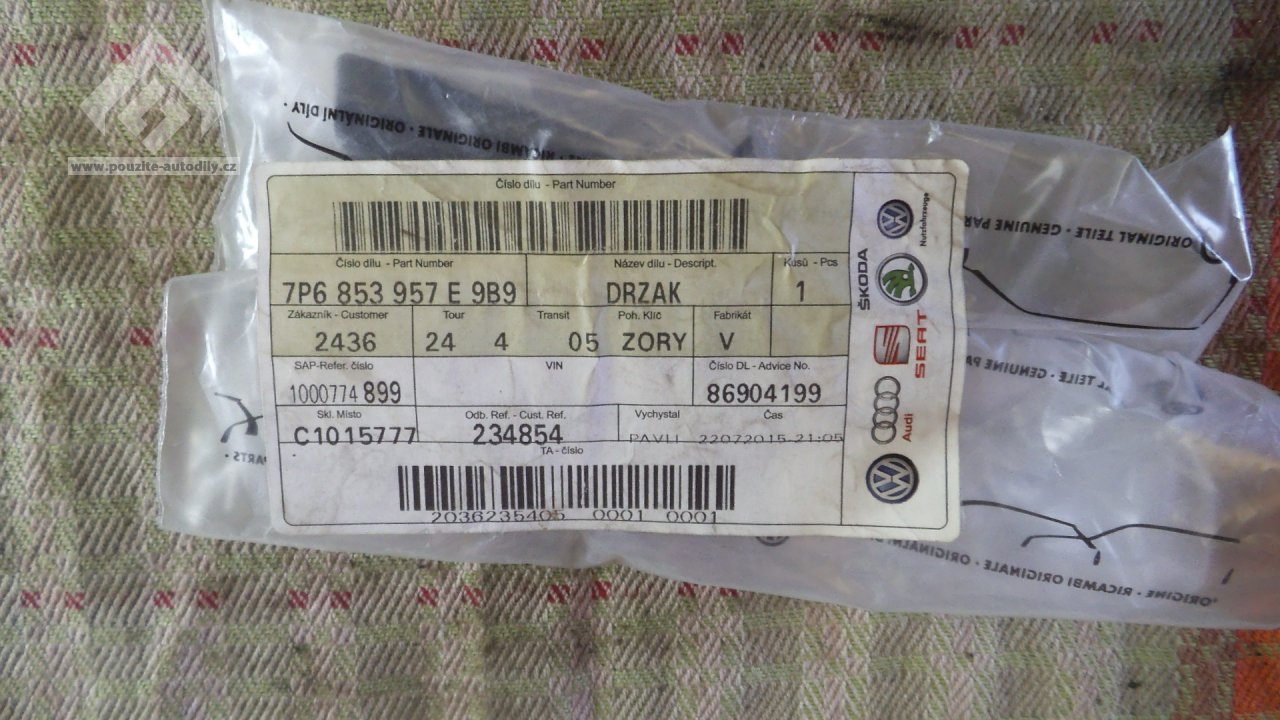 www.pouzite-autodily.cz
ORIGINÁLNÍ DÍLY •
RICAMBI ORIGINALE •
ORIGINAL TEILE • GENUINE PAR
Číslo dílu - Part Number
Číslo dílu - Part Number Název dílu - Descript. Kusů - Pcs
7P6 853 957 E 9B9 DRZAK 1
Zákazník - Customer Tour Transit Poh. Klíč Fabrikát
2436 24 4 05 ZORY V
SAP-Refer. číslo VIN Číslo DL - Advice No.
1000774 899 86904199
Skl. Místo Odb. Ref. - Cust. Ref. Vychystal Čas
C1015777 234854 PAVLI 22072015 21:05
TA - číslo
2036235405 0001 0001
Nutzfahrzeuge
ŠKODA
SEAT
Audi
AL TEILE • GENUINE PA
PARTS •
ORIGINE • RICAMBI ORIGINALE • ORIGINÁLNÍ D